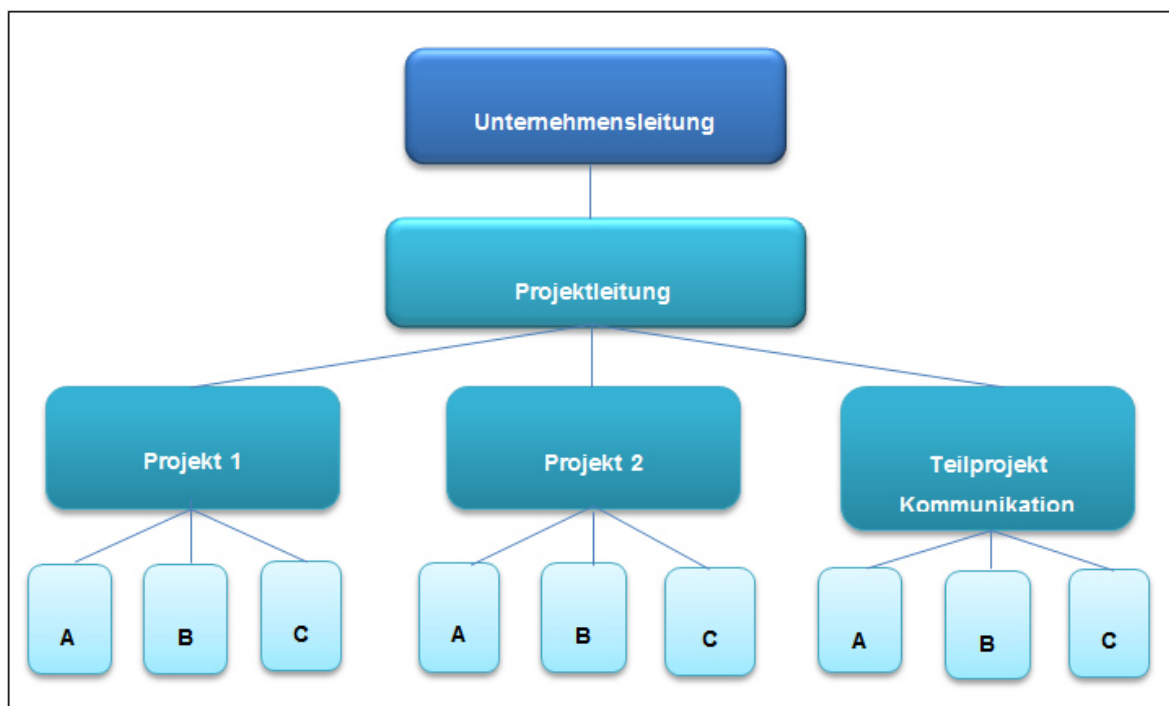 Unternehmensleitung
Projektleitung
Projekt 1
Projekt 2
Teilprojekt
Kommunikation
A
B
C
A
B
C
A
B
C